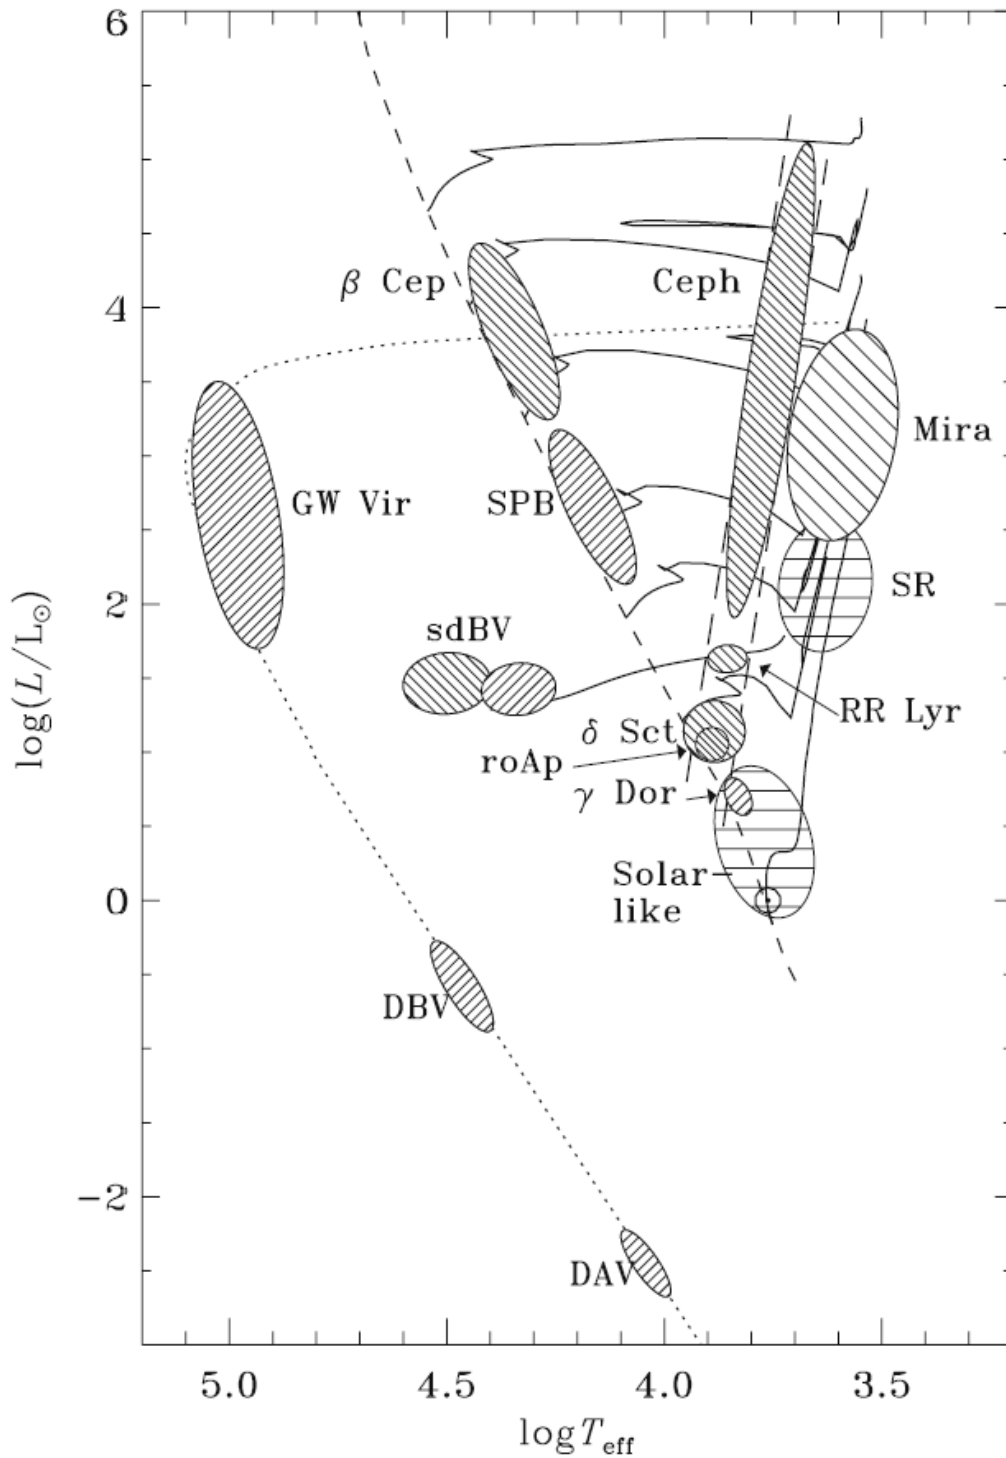 6
4
2
0
−2
log(L/L☉)
β Cep
Ceph
Mira
GW Vir
SPB
SR
sdBV
RR Lyr
δ Sct
roAp
γ Dor
Solar
like
DBV
DAV
5.0 4.5 4.0 3.5
log T eff